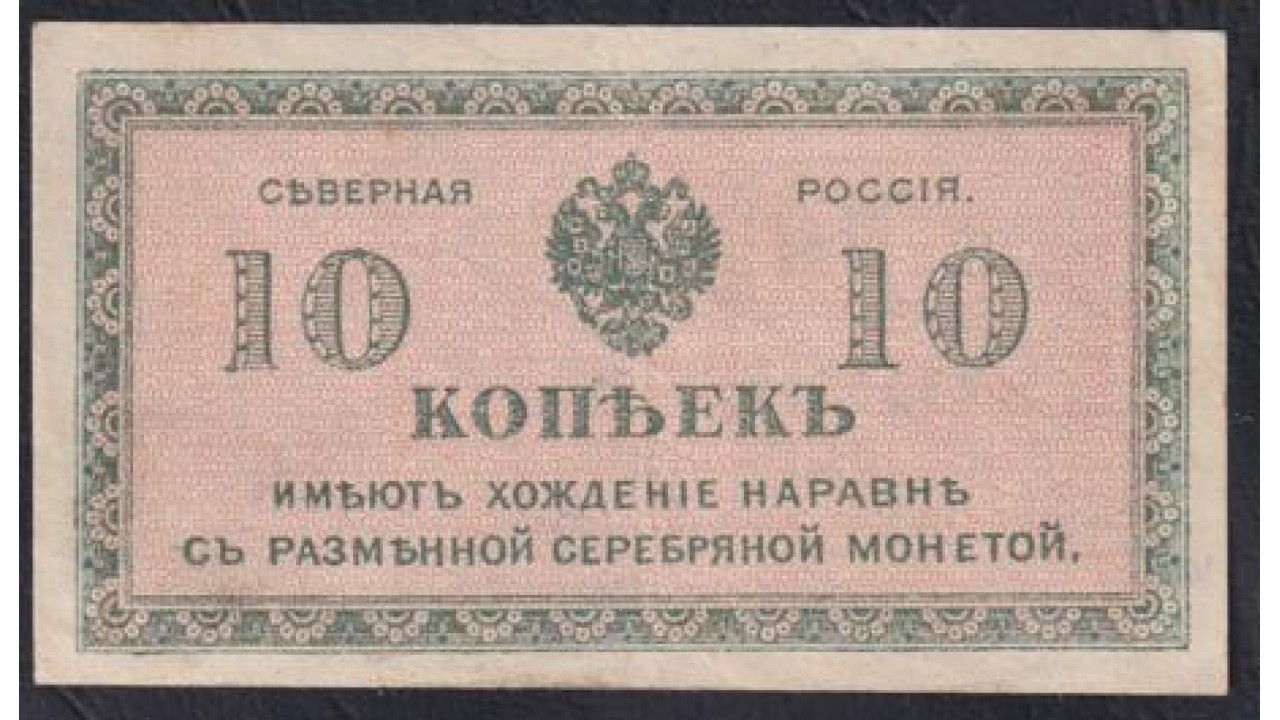 СѢВЕРНАЯ РОССІЯ.
10 10
КОПѢЕКЪ
ИМѢЮТЪ ХОЖДЕНІЕ НАРАВНѢ
СЪ РАЗМѢННОЙ СЕРЕБРЯНОЙ МОНЕТОЙ.